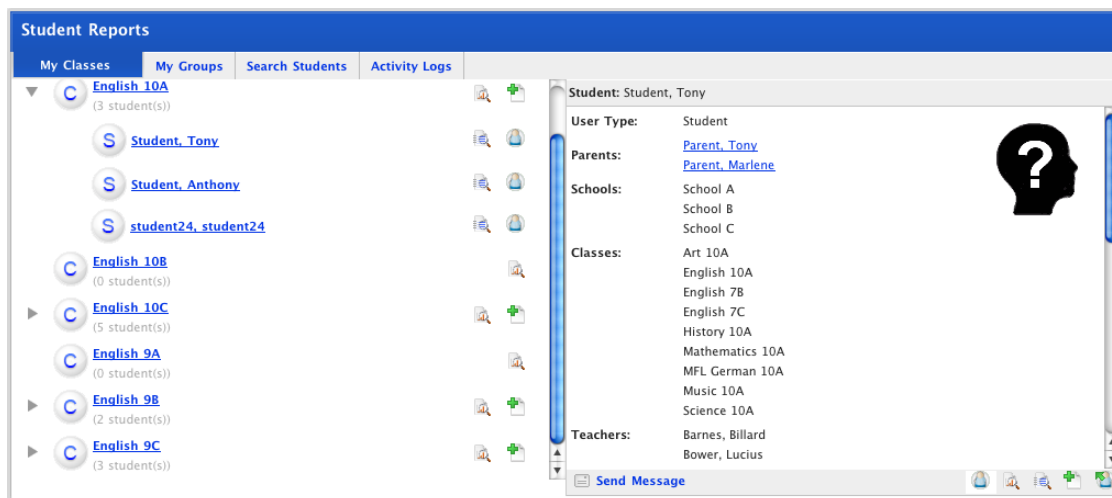 Student Reports
My Classes
My Groups
Search Students
Activity Logs
C English 10A
(3 student(s))
S Student, Tony
S Student, Anthony
S student24, student24
C English 10B
(0 student(s))
C English 10C
(5 student(s))
C English 9A
(0 student(s))
C English 9B
(2 student(s))
C English 9C
(3 student(s))
Student: Student, Tony
User Type: Student
Parents: Parent, Tony
Parent, Marlene
?
Schools: School A
School B
School C
Classes: Art 10A
English 10A
English 7B
English 7C
History 10A
Mathematics 10A
MFL German 10A
Music 10A
Science 10A
Teachers: Barnes, Billard
Bower, Lucius
Send Message